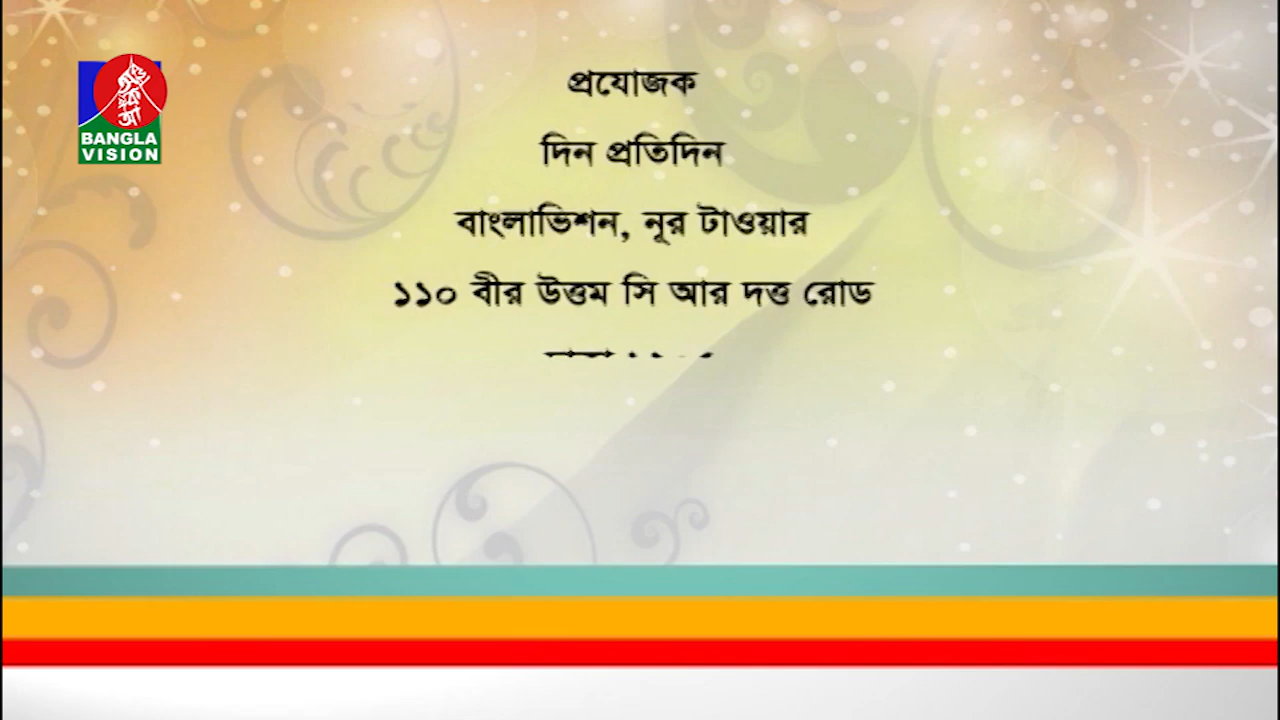 BANGLA
VISION
প্রযোজক
দিন প্রতিদিন
বাংলাভিশন, নূর টাওয়ার
১১০ বীর উত্তম সি আর দত্ত রোড